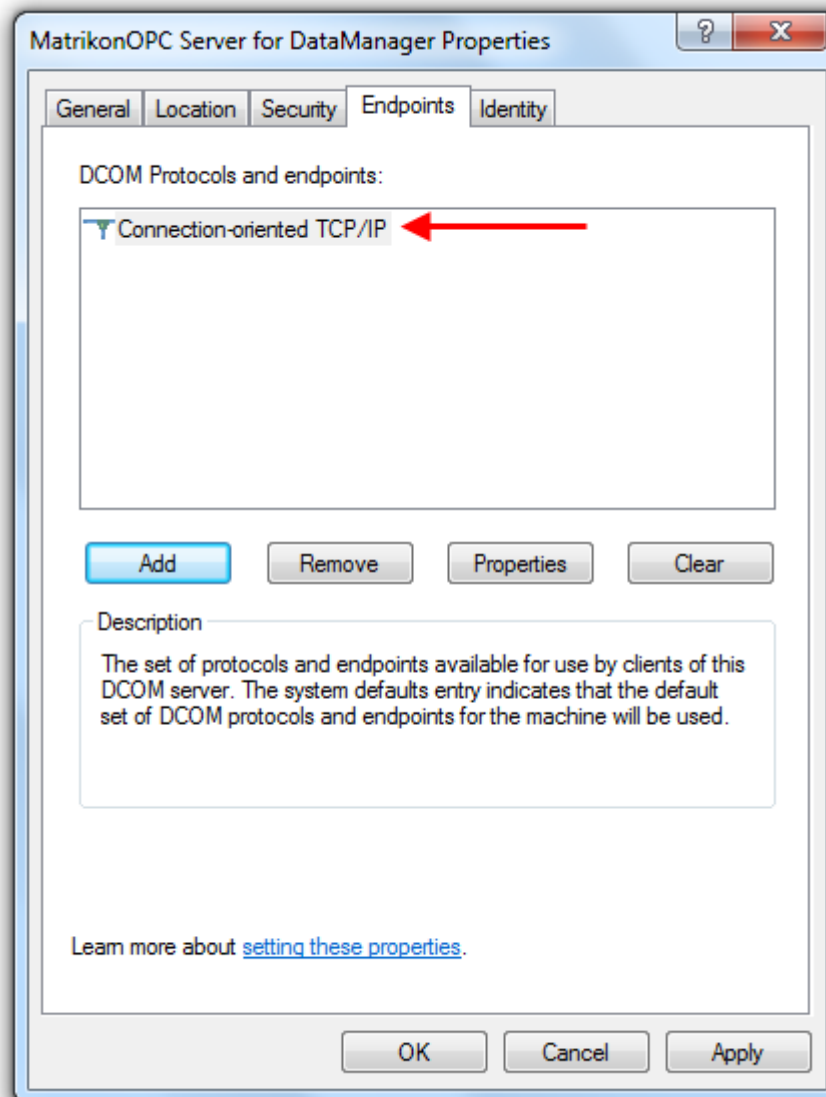 MatrikonOPC Server for DataManager Properties
?
X
General Location Security Endpoints Identity
DCOM Protocols and endpoints:
Connection-oriented TCP/IP
Add Remove Properties Clear
Description
The set of protocols and endpoints available for use by clients of this
DCOM server. The system defaults entry indicates that the default
set of DCOM protocols and endpoints for the machine will be used.
Learn more about setting these properties.
OK Cancel Apply